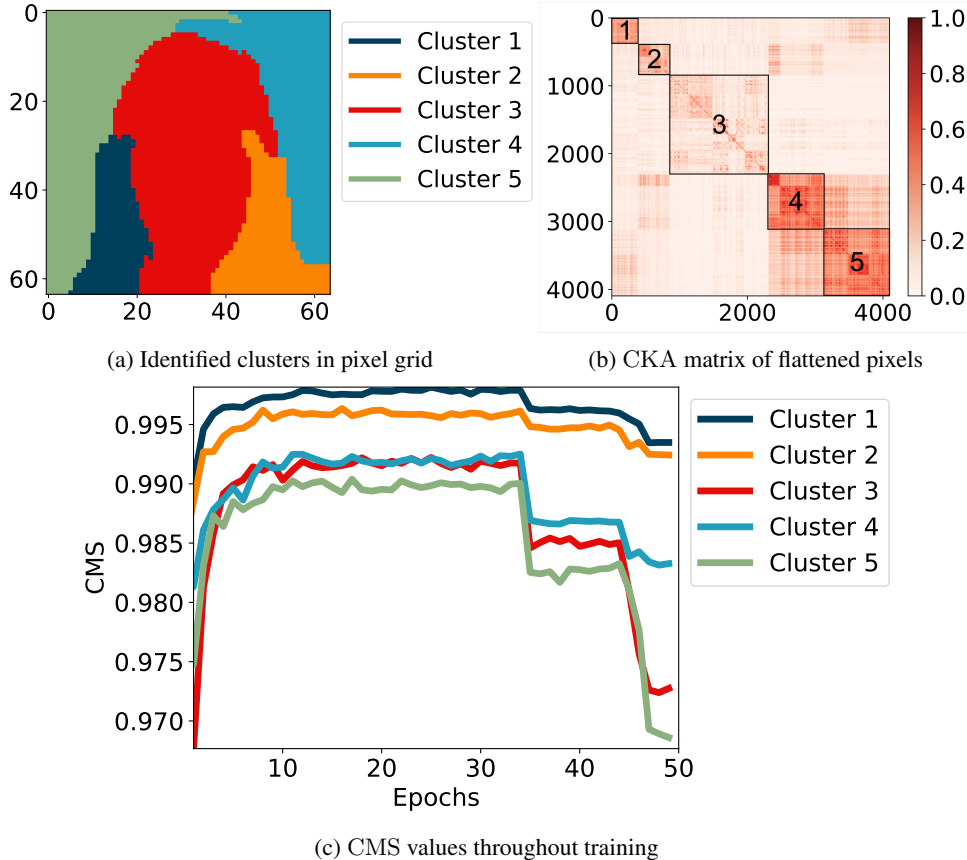 0
20
40
60
0 20 40 60
Cluster 1
Cluster 2
Cluster 3
Cluster 4
Cluster 5
(a) Identified clusters in pixel grid
0
1000
2000
3000
4000
0 2000 4000
1
2
3
4
5
1.0
0.8
0.6
0.4
0.2
0.0
(b) CKA matrix of flattened pixels
CMS
0.995
0.990
0.985
0.980
0.975
0.970
10 20 30 40 50
Epochs
Cluster 1
Cluster 2
Cluster 3
Cluster 4
Cluster 5
(c) CMS values throughout training